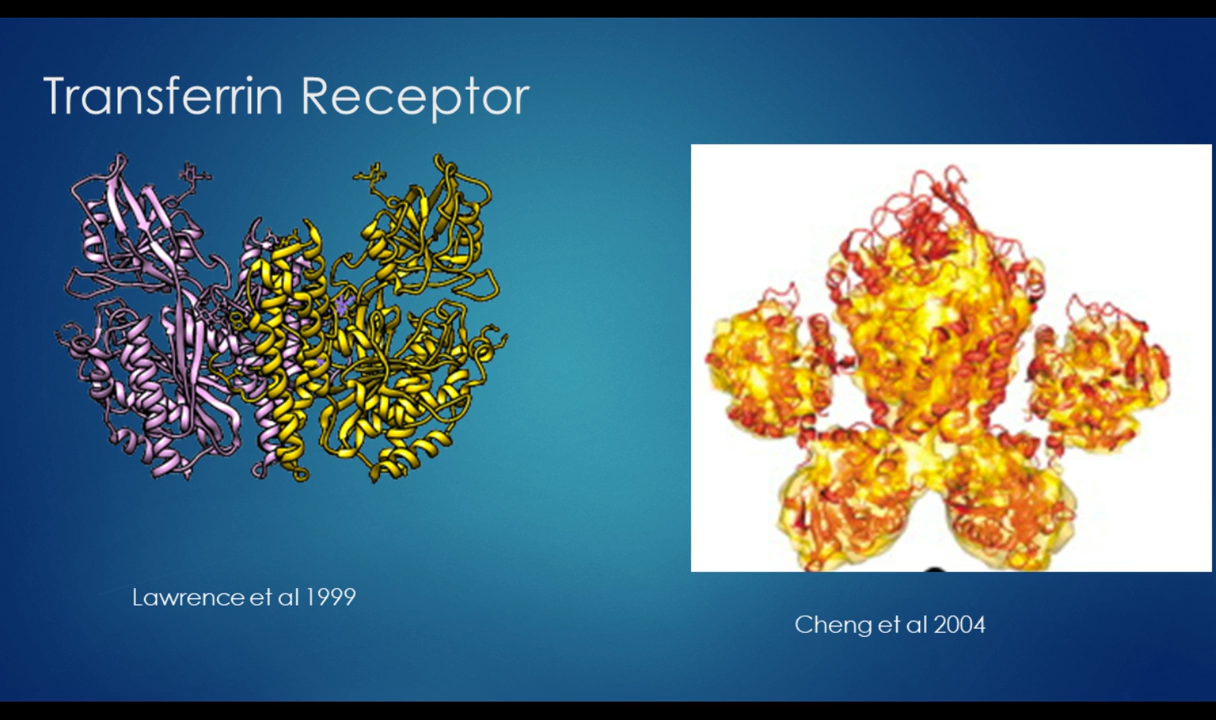 Transferrin Receptor
Lawrence et al 1999
Cheng et al 2004